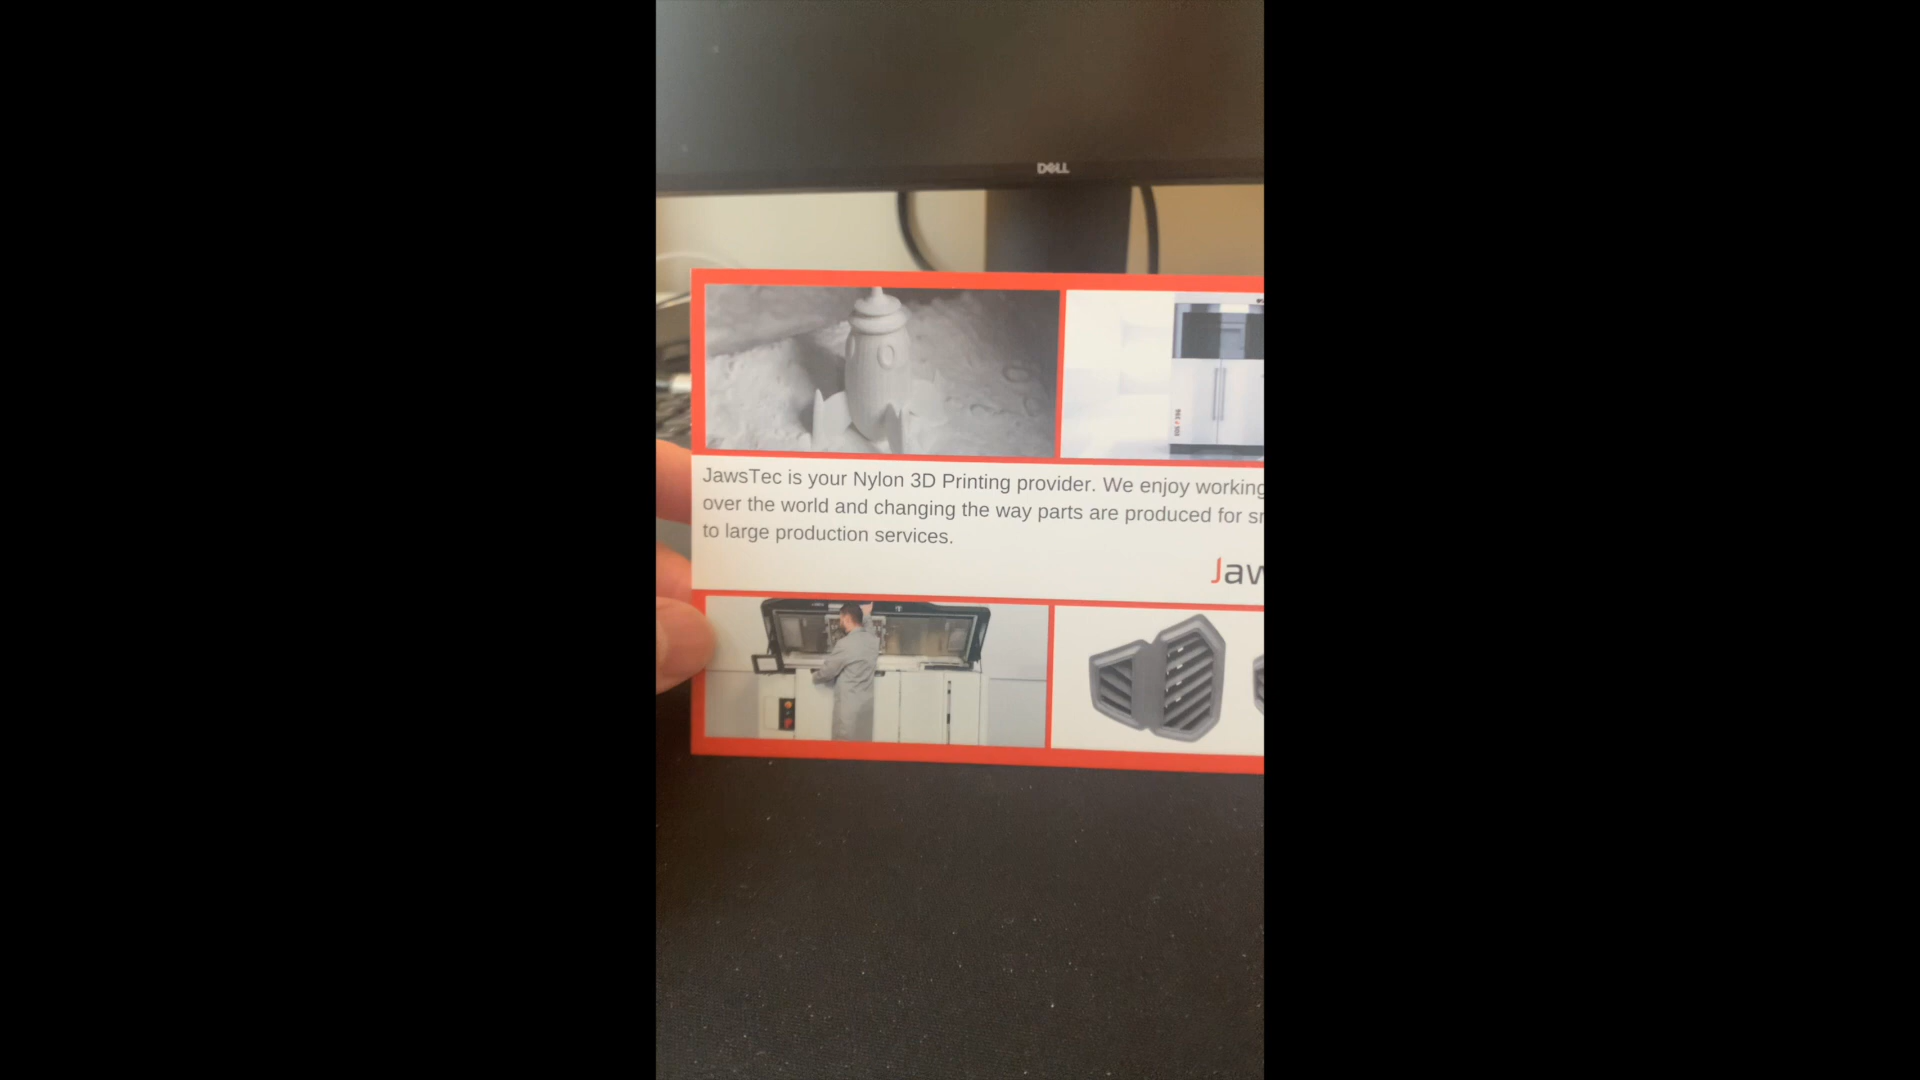 DELL
JawsTec is your Nylon 3D Printing provider. We enjoy working
over the world and changing the way parts are produced for
to large production services.